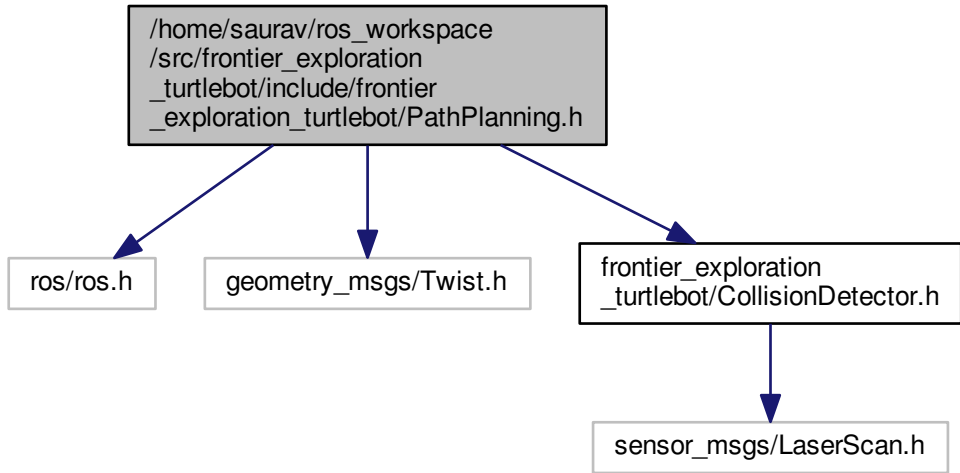 /home/saurav/ros_workspace
/src/frontier_exploration
_turtlebot/include/frontier
_exploration_turtlebot/PathPlanning.h
ros/ros.h
geometry_msgs/Twist.h
frontier_exploration
_turtlebot/CollisionDetector.h
sensor_msgs/LaserScan.h